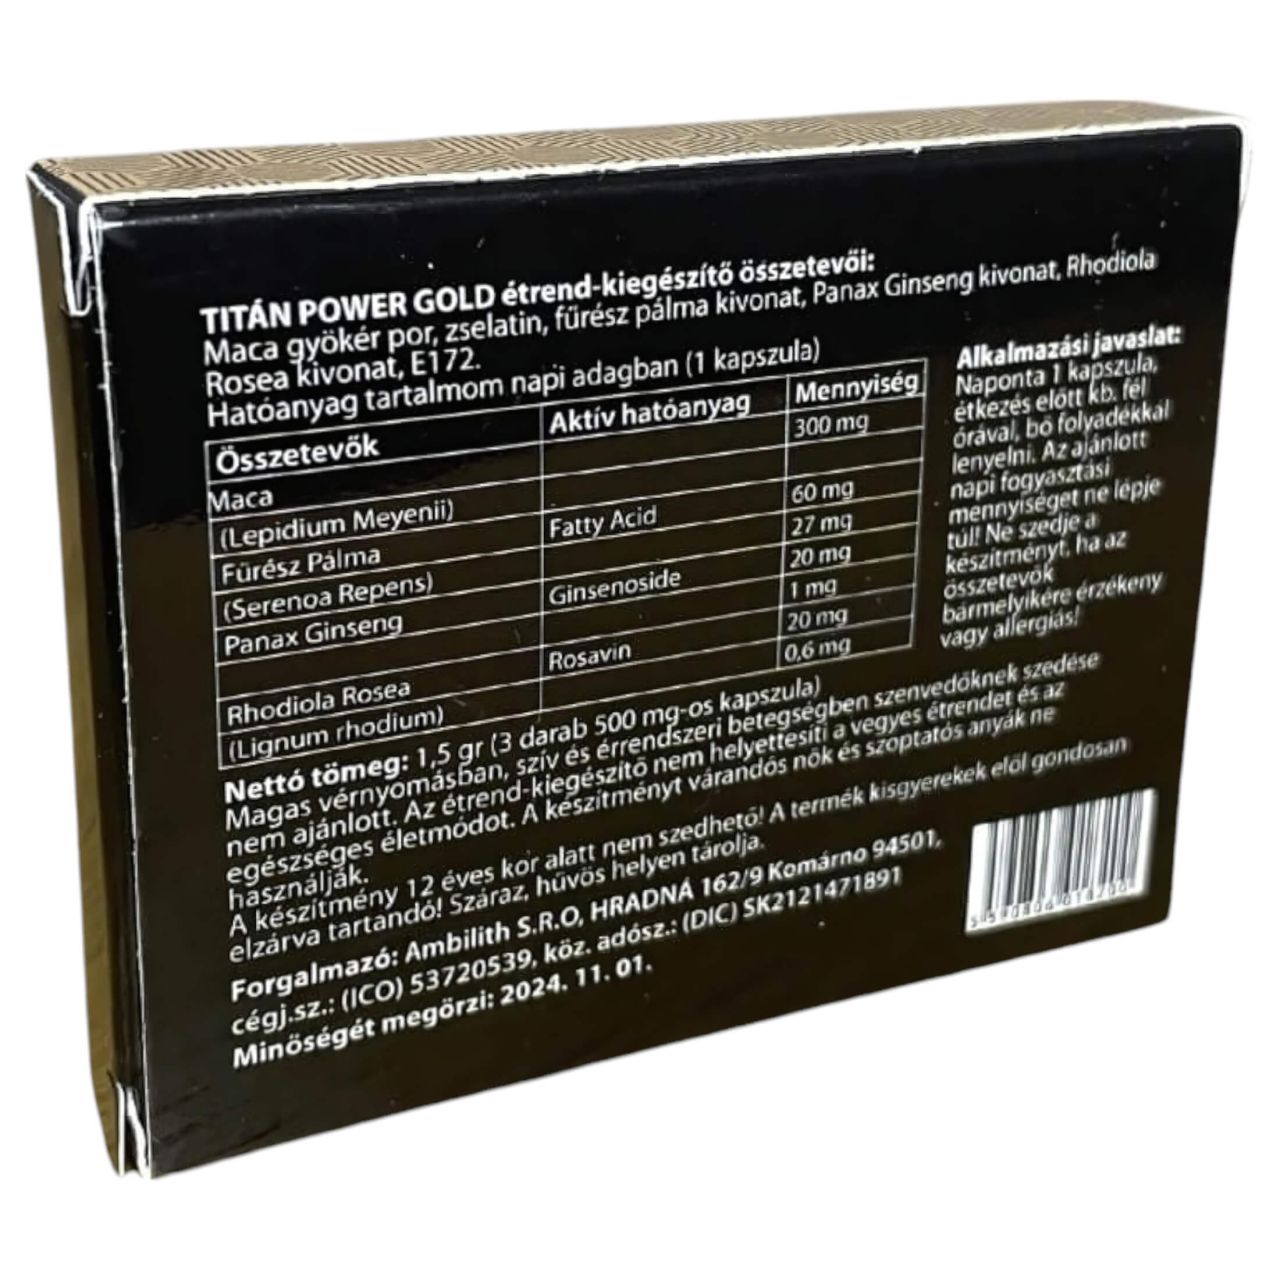 TITÁN POWER GOLD étrend-kiegészítő összetevői:
Maca gyökér por, zselatin, fűrész pálma kivonat, Panax Ginseng kivonat, Rhodiola
Rosea kivonat, E172.
Hatóanyag tartalmom napi adagban (1 kapszula)
Összetevők Aktív hatóanyag Mennyiség
Maca 300 mg
(Lepidium Meyenii)
Fűrész Pálma Fatty Acid 60 mg
(Serenoa Repens) 27 mg
Panax Ginseng Ginsenoside 20 mg
1 mg
Rhodiola Rosea Rosavin 20 mg
(Lignum rhodium) 0,6 mg
Alkalmazási javaslat:
Naponta 1 kapszula,
étkezés előtt kb. fél
órával, bő folyadékkal
lenyelni. Az ajánlott
napi fogyasztási
mennyiséget ne lépje
túl! Ne szedje a
készítményt, ha az
összetevők
bármelyikére érzékeny
vagy allergiás!
Nettó tömeg: 1,5 gr (3 darab 500 mg-os kapszula)
Magas vérnyomásban, szív és érrendszeri betegségben szenvedőknek szedése
nem ajánlott. Az étrend-kiegészítő nem helyettesíti a vegyes étrendet és az
egészséges életmódot. A készítményt várandós nők és szoptatós anyák ne
használják.
A készítmény 12 éves kor alatt nem szedhető! A termék kisgyerekek elől gondosan
elzárva tartandó! Száraz, hűvös helyen tárolja.
Forgalmazó: Ambilith S.R.O, HRADNÁ 162/9 Komárno 94501,
cégj.sz.: (ICO) 53720539, köz. adósz.: (DIC) SK2121471891
Minőségét megőrzi: 2024. 11. 01.